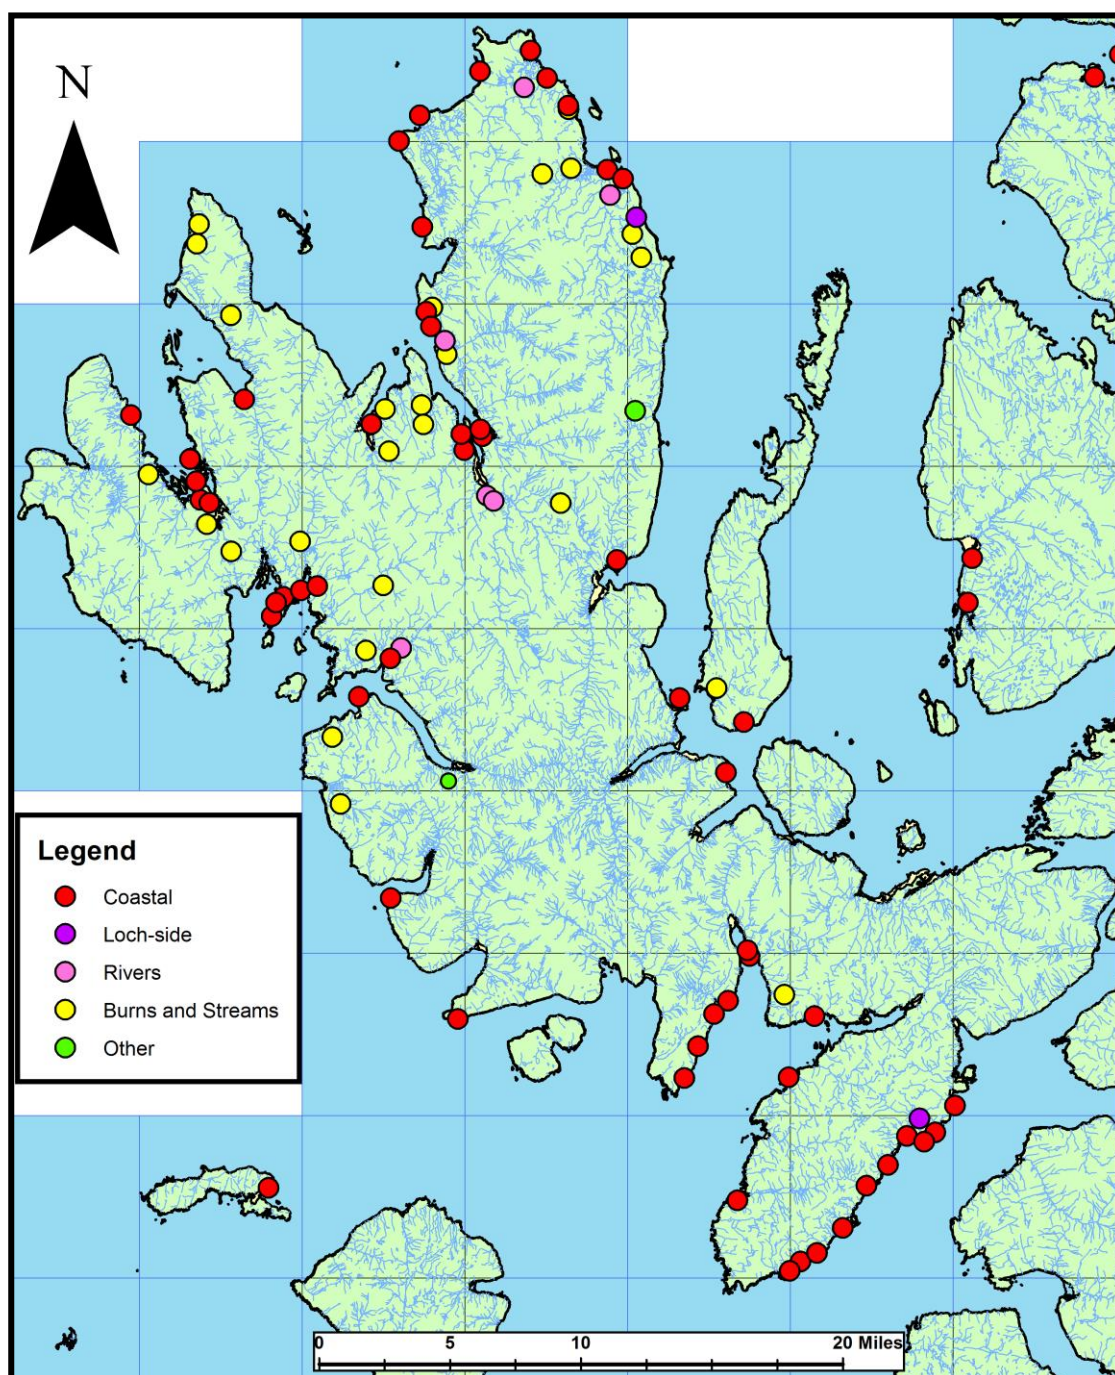 N
Legend
Coastal
Loch-side
Rivers
Burns and Streams
Other
0 5 10 20 Miles